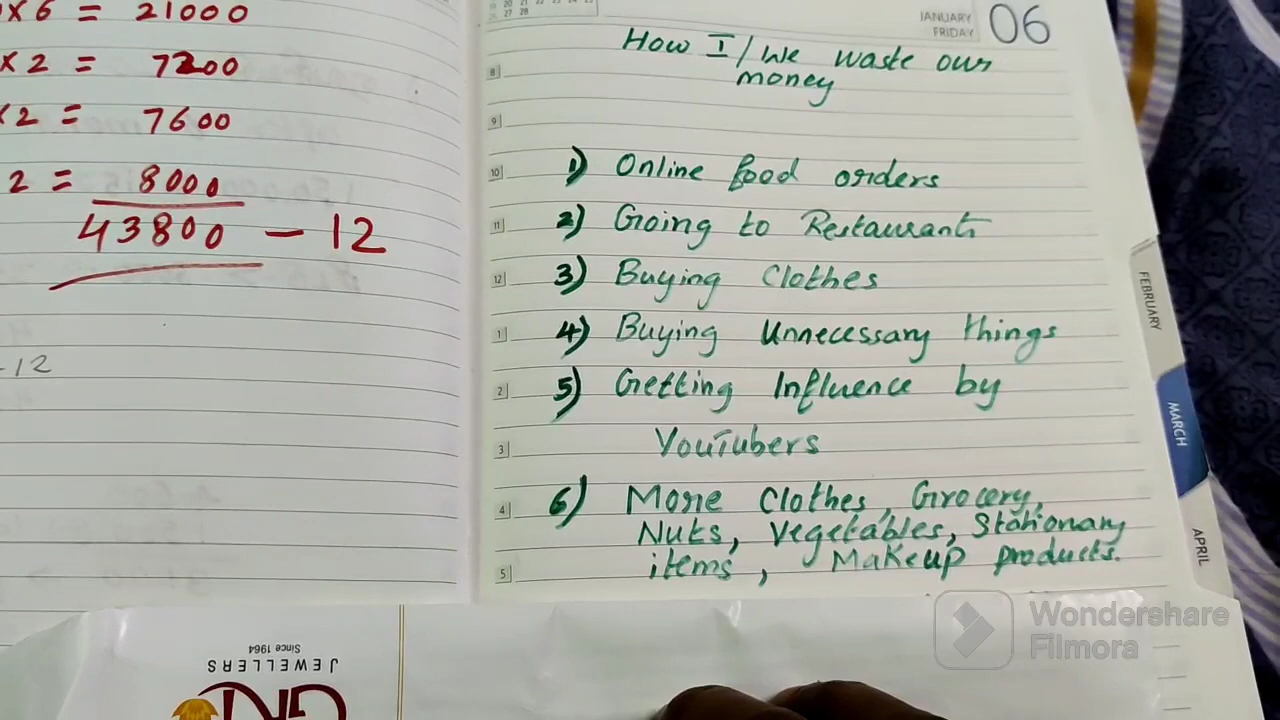 x 6 = 21000
x 2 = 7200
x 2 = 7600
2 = 8000
43800 - 12
-12
JANUARY
FRIDAY 06
How I/we waste our
money
1) Online food orders
2) Going to Restaurants
3) Buying Clothes
4) Buying Unnecessary things
5) Getting Influence by
YouTubers
6) More Clothes, Grocery,
Nuts, Vegetables, Stationary
items, Makeup products.
8
9
10
11
12
1
2
3
4
5
FEBRUARY
MARCH
APRIL
JEWELLERS
Since 1964
Wondershare
Filmora